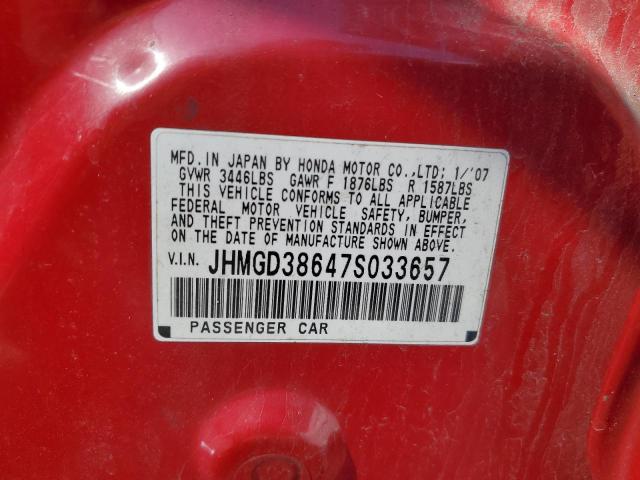 MFD. IN JAPAN BY HONDA MOTOR CO.,LTD; 1/'07
GVWR 3446LBS GAWR F 1876LBS R 1587LBS
THIS VEHICLE CONFORMS TO ALL APPLICABLE
FEDERAL MOTOR VEHICLE SAFETY, BUMPER,
AND THEFT PREVENTION STANDARDS IN EFFECT
ON THE DATE OF MANUFACTURE SHOWN ABOVE.
V.I.N. JHMGD38647S033657
PASSENGER CAR